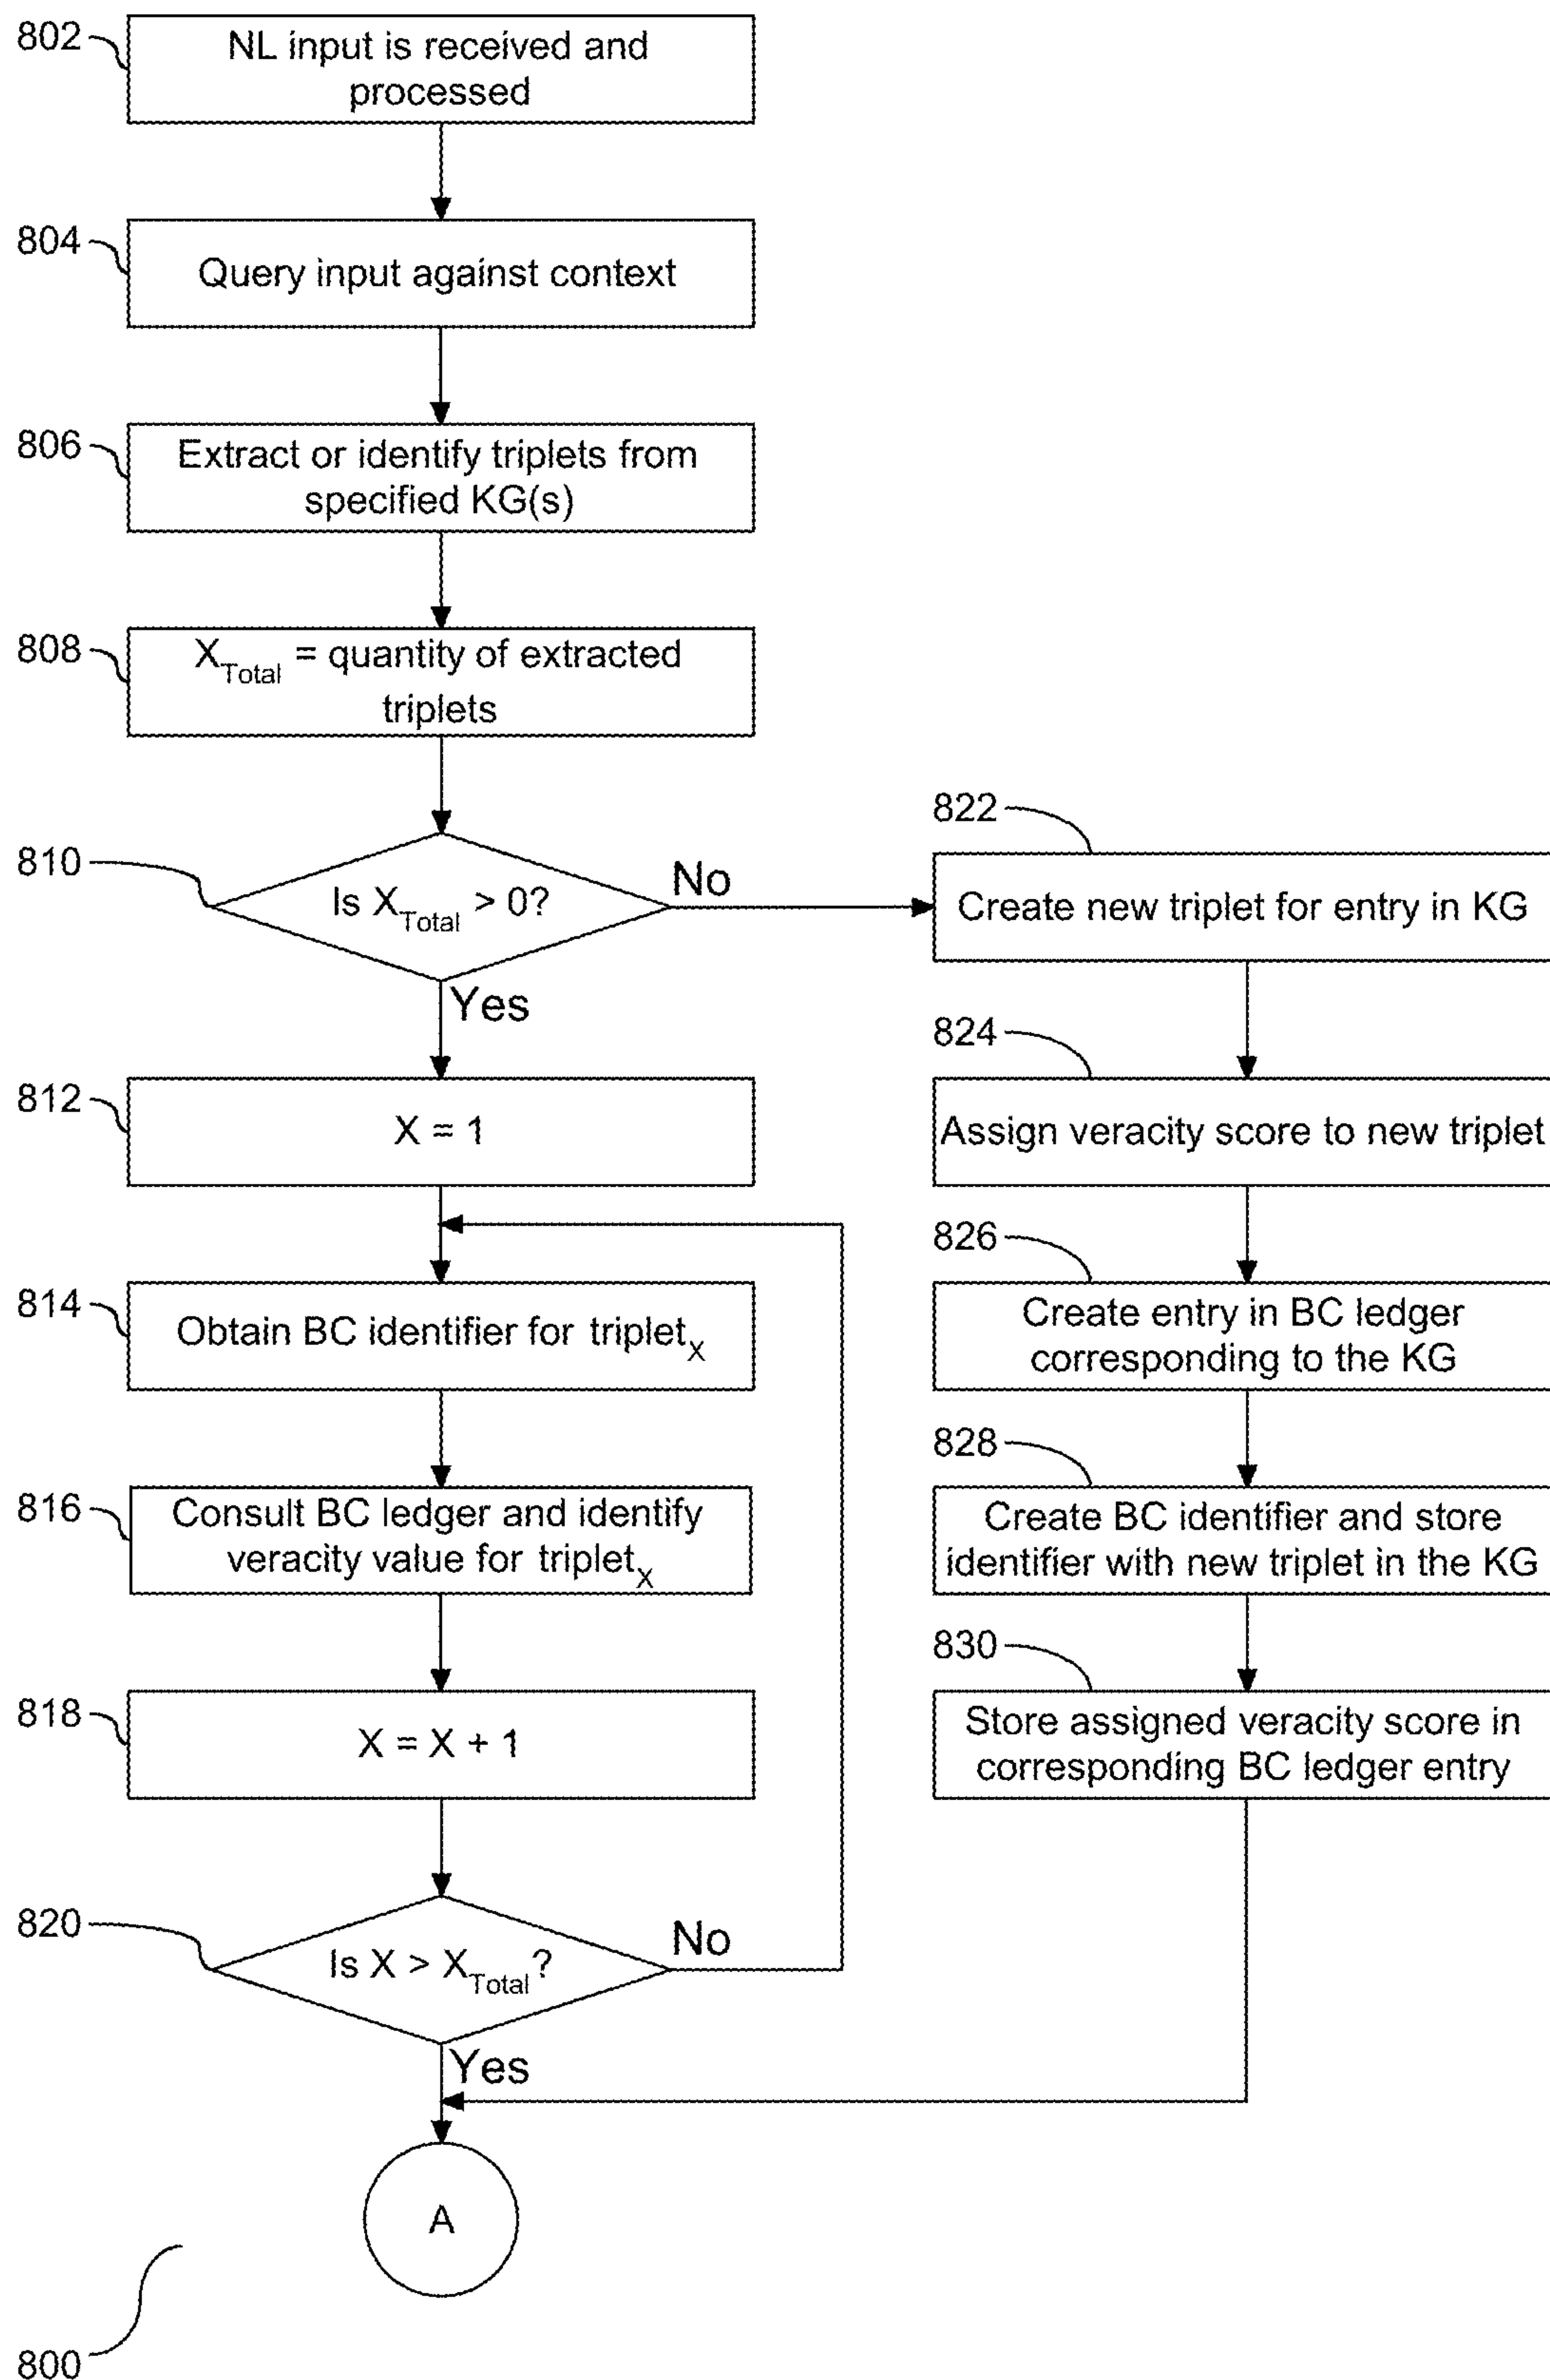 802
NL input is received and
processed
804
Query input against context
806
Extract or identify triplets from
specified KG(s)
808
X_Total = quantity of extracted
triplets
810
Is X_Total > 0?
No
Yes
822
Create new triplet for entry in KG
824
Assign veracity score to new triplet
812
X = 1
826
Create entry in BC ledger
corresponding to the KG
814
Obtain BC identifier for triplet_X
828
Create BC identifier and store
identifier with new triplet in the KG
816
Consult BC ledger and identify
veracity value for triplet_X
830
Store assigned veracity score in
corresponding BC ledger entry
818
X = X + 1
820
Is X > X_Total?
No
Yes
A
800